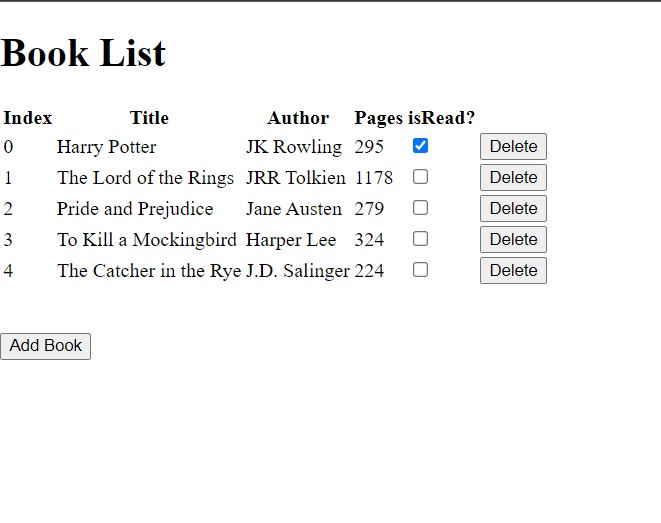 Book List
Index Title Author Pages isRead?
0 Harry Potter JK Rowling 295 Delete
1 The Lord of the Rings JRR Tolkien 1178 Delete
2 Pride and Prejudice Jane Austen 279 Delete
3 To Kill a Mockingbird Harper Lee 324 Delete
4 The Catcher in the Rye J.D. Salinger 224 Delete
Add Book